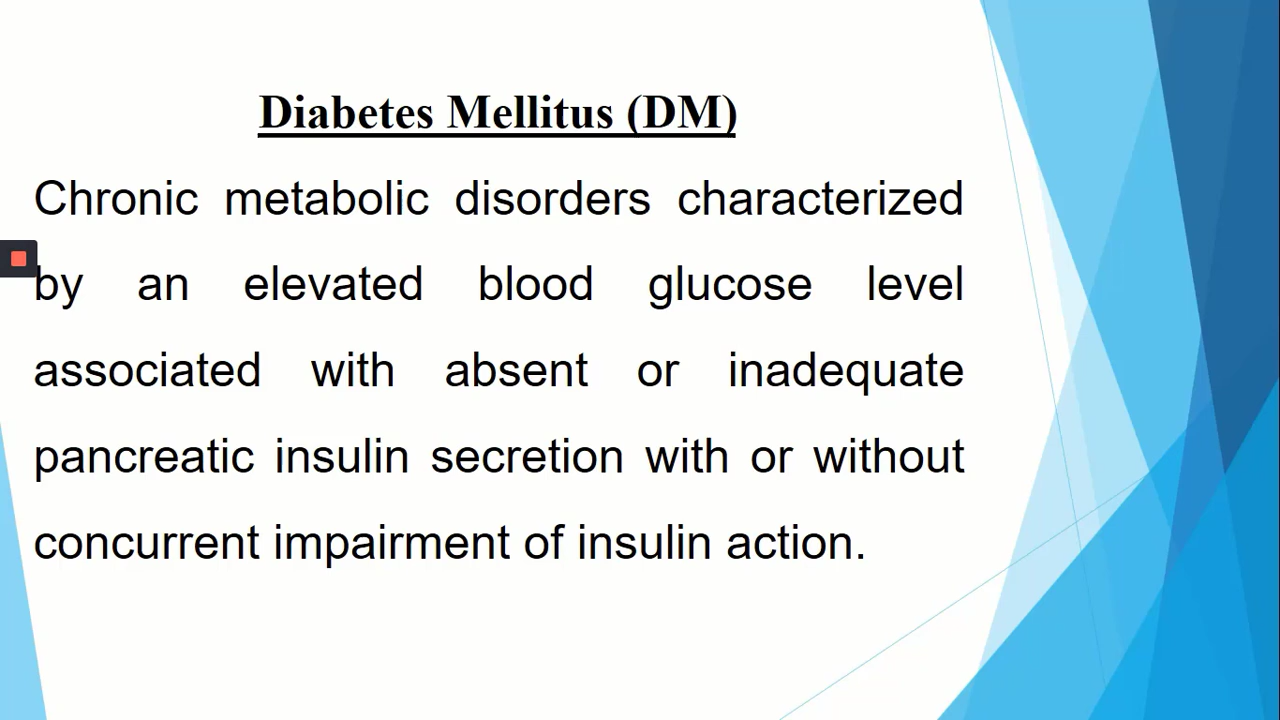 Diabetes Mellitus (DM)
Chronic metabolic disorders characterized
by an elevated blood glucose level
associated with absent or inadequate
pancreatic insulin secretion with or without
concurrent impairment of insulin action.